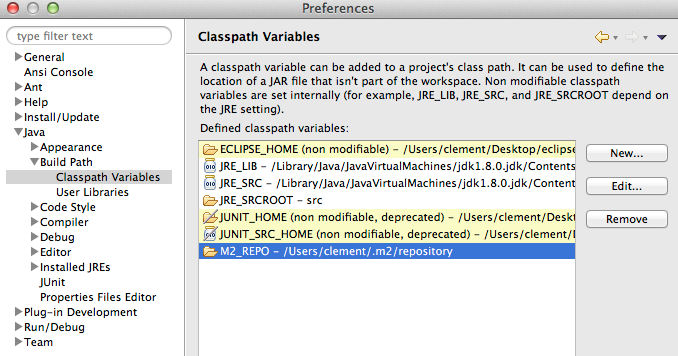 Preferences
type filter text
General
Ansi Console
Ant
Help
Install/Update
Java
Appearance
Build Path
Classpath Variables
User Libraries
Code Style
Compiler
Debug
Editor
Installed JREs
JUnit
Properties Files Editor
Plug-in Development
Run/Debug
Team
Classpath Variables
A classpath variable can be added to a project's class path. It can be used to define the
location of a JAR file that isn't part of the workspace. Non modifiable classpath
variables are set internally (for example, JRE_LIB, JRE_SRC, and JRE_SRCROOT depend on
the JRE setting).
Defined classpath variables:
ECLIPSE_HOME (non modifiable) – /Users/clement/Desktop/eclipse
JRE_LIB – /Library/Java/JavaVirtualMachines/jdk1.8.0.jdk/Contents
JRE_SRC – /Library/Java/JavaVirtualMachines/jdk1.8.0.jdk/Contents
JRE_SRCROOT – src
JUNIT_HOME (non modifiable, deprecated) – /Users/clement/Deskt
JUNIT_SRC_HOME (non modifiable, deprecated) – /Users/clement/D
M2_REPO – /Users/clement/.m2/repository
New...
Edit...
Remove